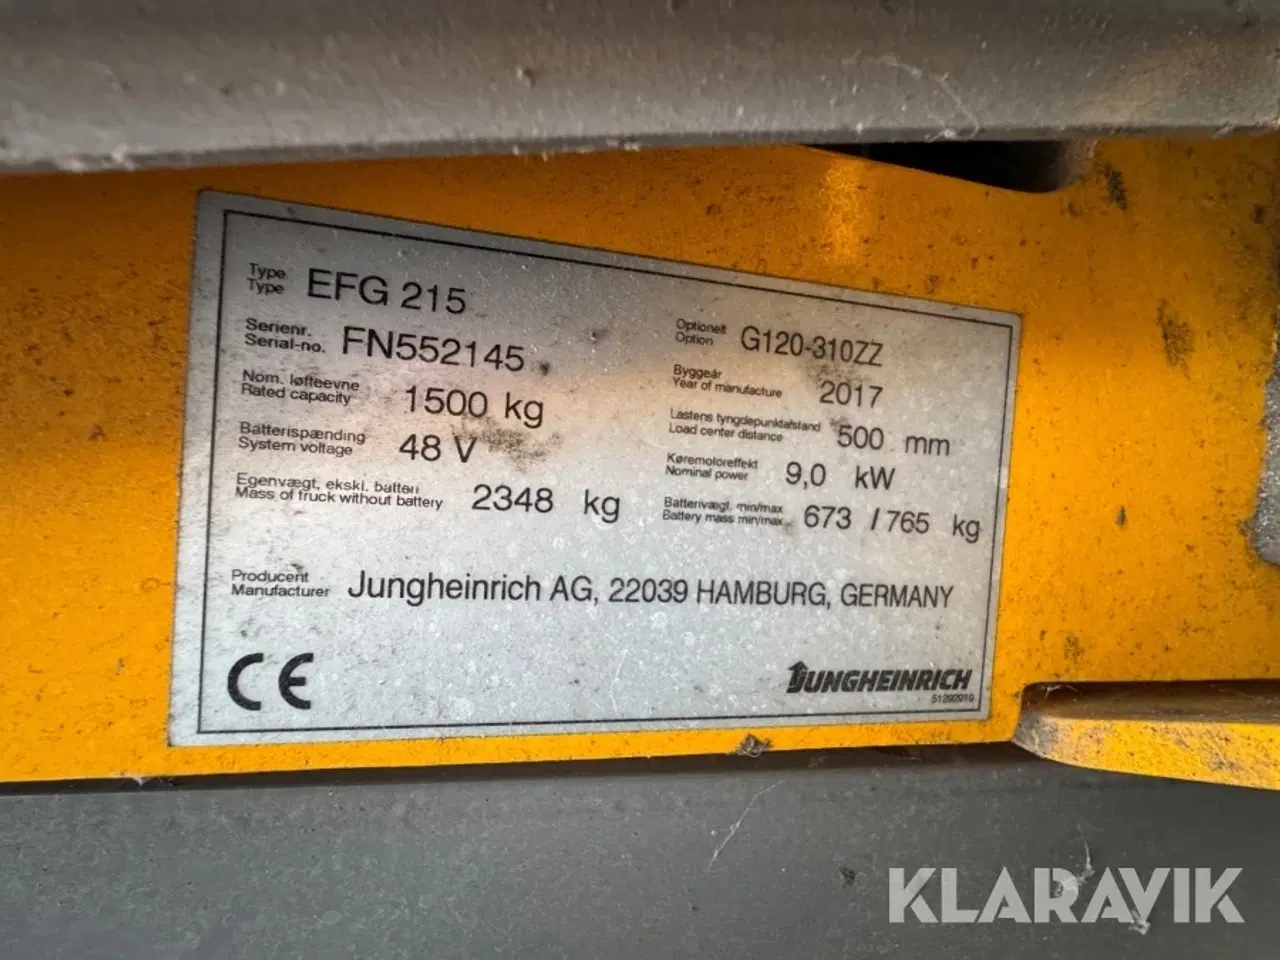 Type
Type EFG 215
Serienr.
Serial-no. FN552145
Nom. løfteevne
Rated capacity 1500 kg
Batterispænding
System voltage 48 V
Egenvægt, ekskl. batteri
Mass of truck without battery 2348 kg
Optionelt
Option G120-310ZZ
Byggeår
Year of manufacture 2017
Lastens tyngdepunktafstand
Load center distance 500 mm
Køremotoreffekt
Nominal power 9,0 kW
Batterivægt, min/max
Battery mass min/max 673 / 765 kg
Producent
Manufacturer Jungheinrich AG, 22039 HAMBURG, GERMANY
CE
JUNGHEINRICH
51292910
KLARAVIK